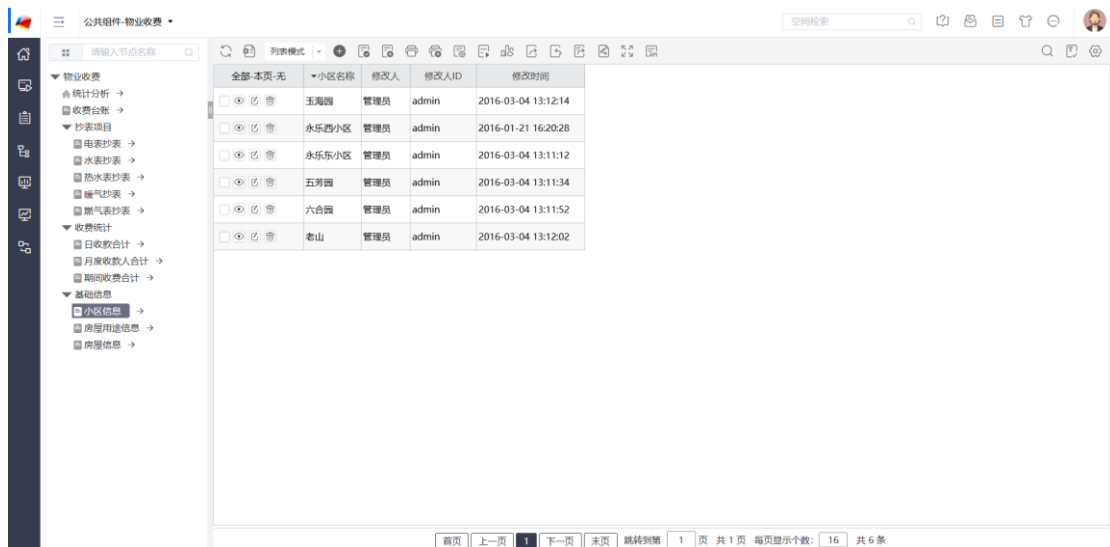 公共组件-物业收费
空间检索
请输入节点名称
列表模式
物业收费
统计分析
收费台账
抄表项目
电表抄表
水表抄表
热水表抄表
暖气抄表
燃气表抄表
收费统计
日收款合计
月度收款人合计
期间收费合计
基础信息
小区信息
房屋用途信息
房屋信息
全部-本页-无 小区名称 修改人 修改人ID 修改时间
玉海园 管理员 admin 2016-03-04 13:12:14
永乐西小区 管理员 admin 2016-01-21 16:20:28
永乐东小区 管理员 admin 2016-03-04 13:11:12
五芳园 管理员 admin 2016-03-04 13:11:34
六合园 管理员 admin 2016-03-04 13:11:52
老山 管理员 admin 2016-03-04 13:12:02
首页 上一页 1 下一页 末页 跳转到第 1 页 共 1 页 每页显示个数: 16 共 6 条